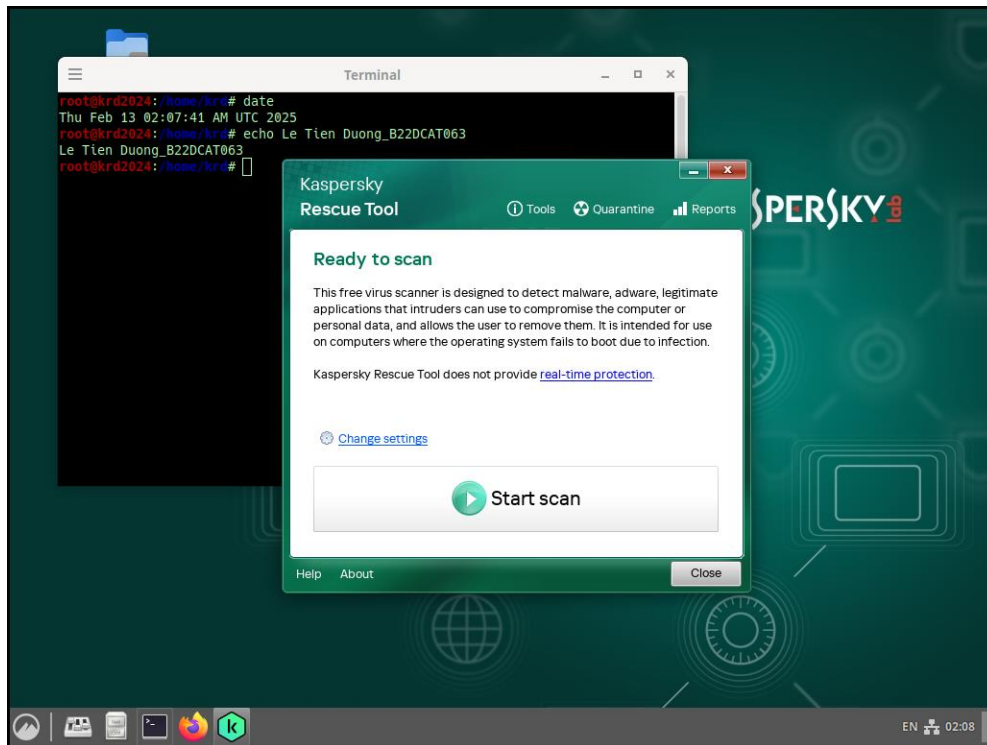 Terminal
root@krd2024:/home/krd# date
Thu Feb 13 02:07:41 AM UTC 2025
root@krd2024:/home/krd# echo Le Tien Duong_B22DCAT063
Le Tien Duong_B22DCAT063
root@krd2024:/home/krd#
Kaspersky
Rescue Tool
Tools
Quarantine
Reports
SPERSKY lab
Ready to scan
This free virus scanner is designed to detect malware, adware, legitimate
applications that intruders can use to compromise the computer or
personal data, and allows the user to remove them. It is intended for use
on computers where the operating system fails to boot due to infection.
Kaspersky Rescue Tool does not provide real-time protection.
Change settings
Start scan
Help About
Close
EN 02:08